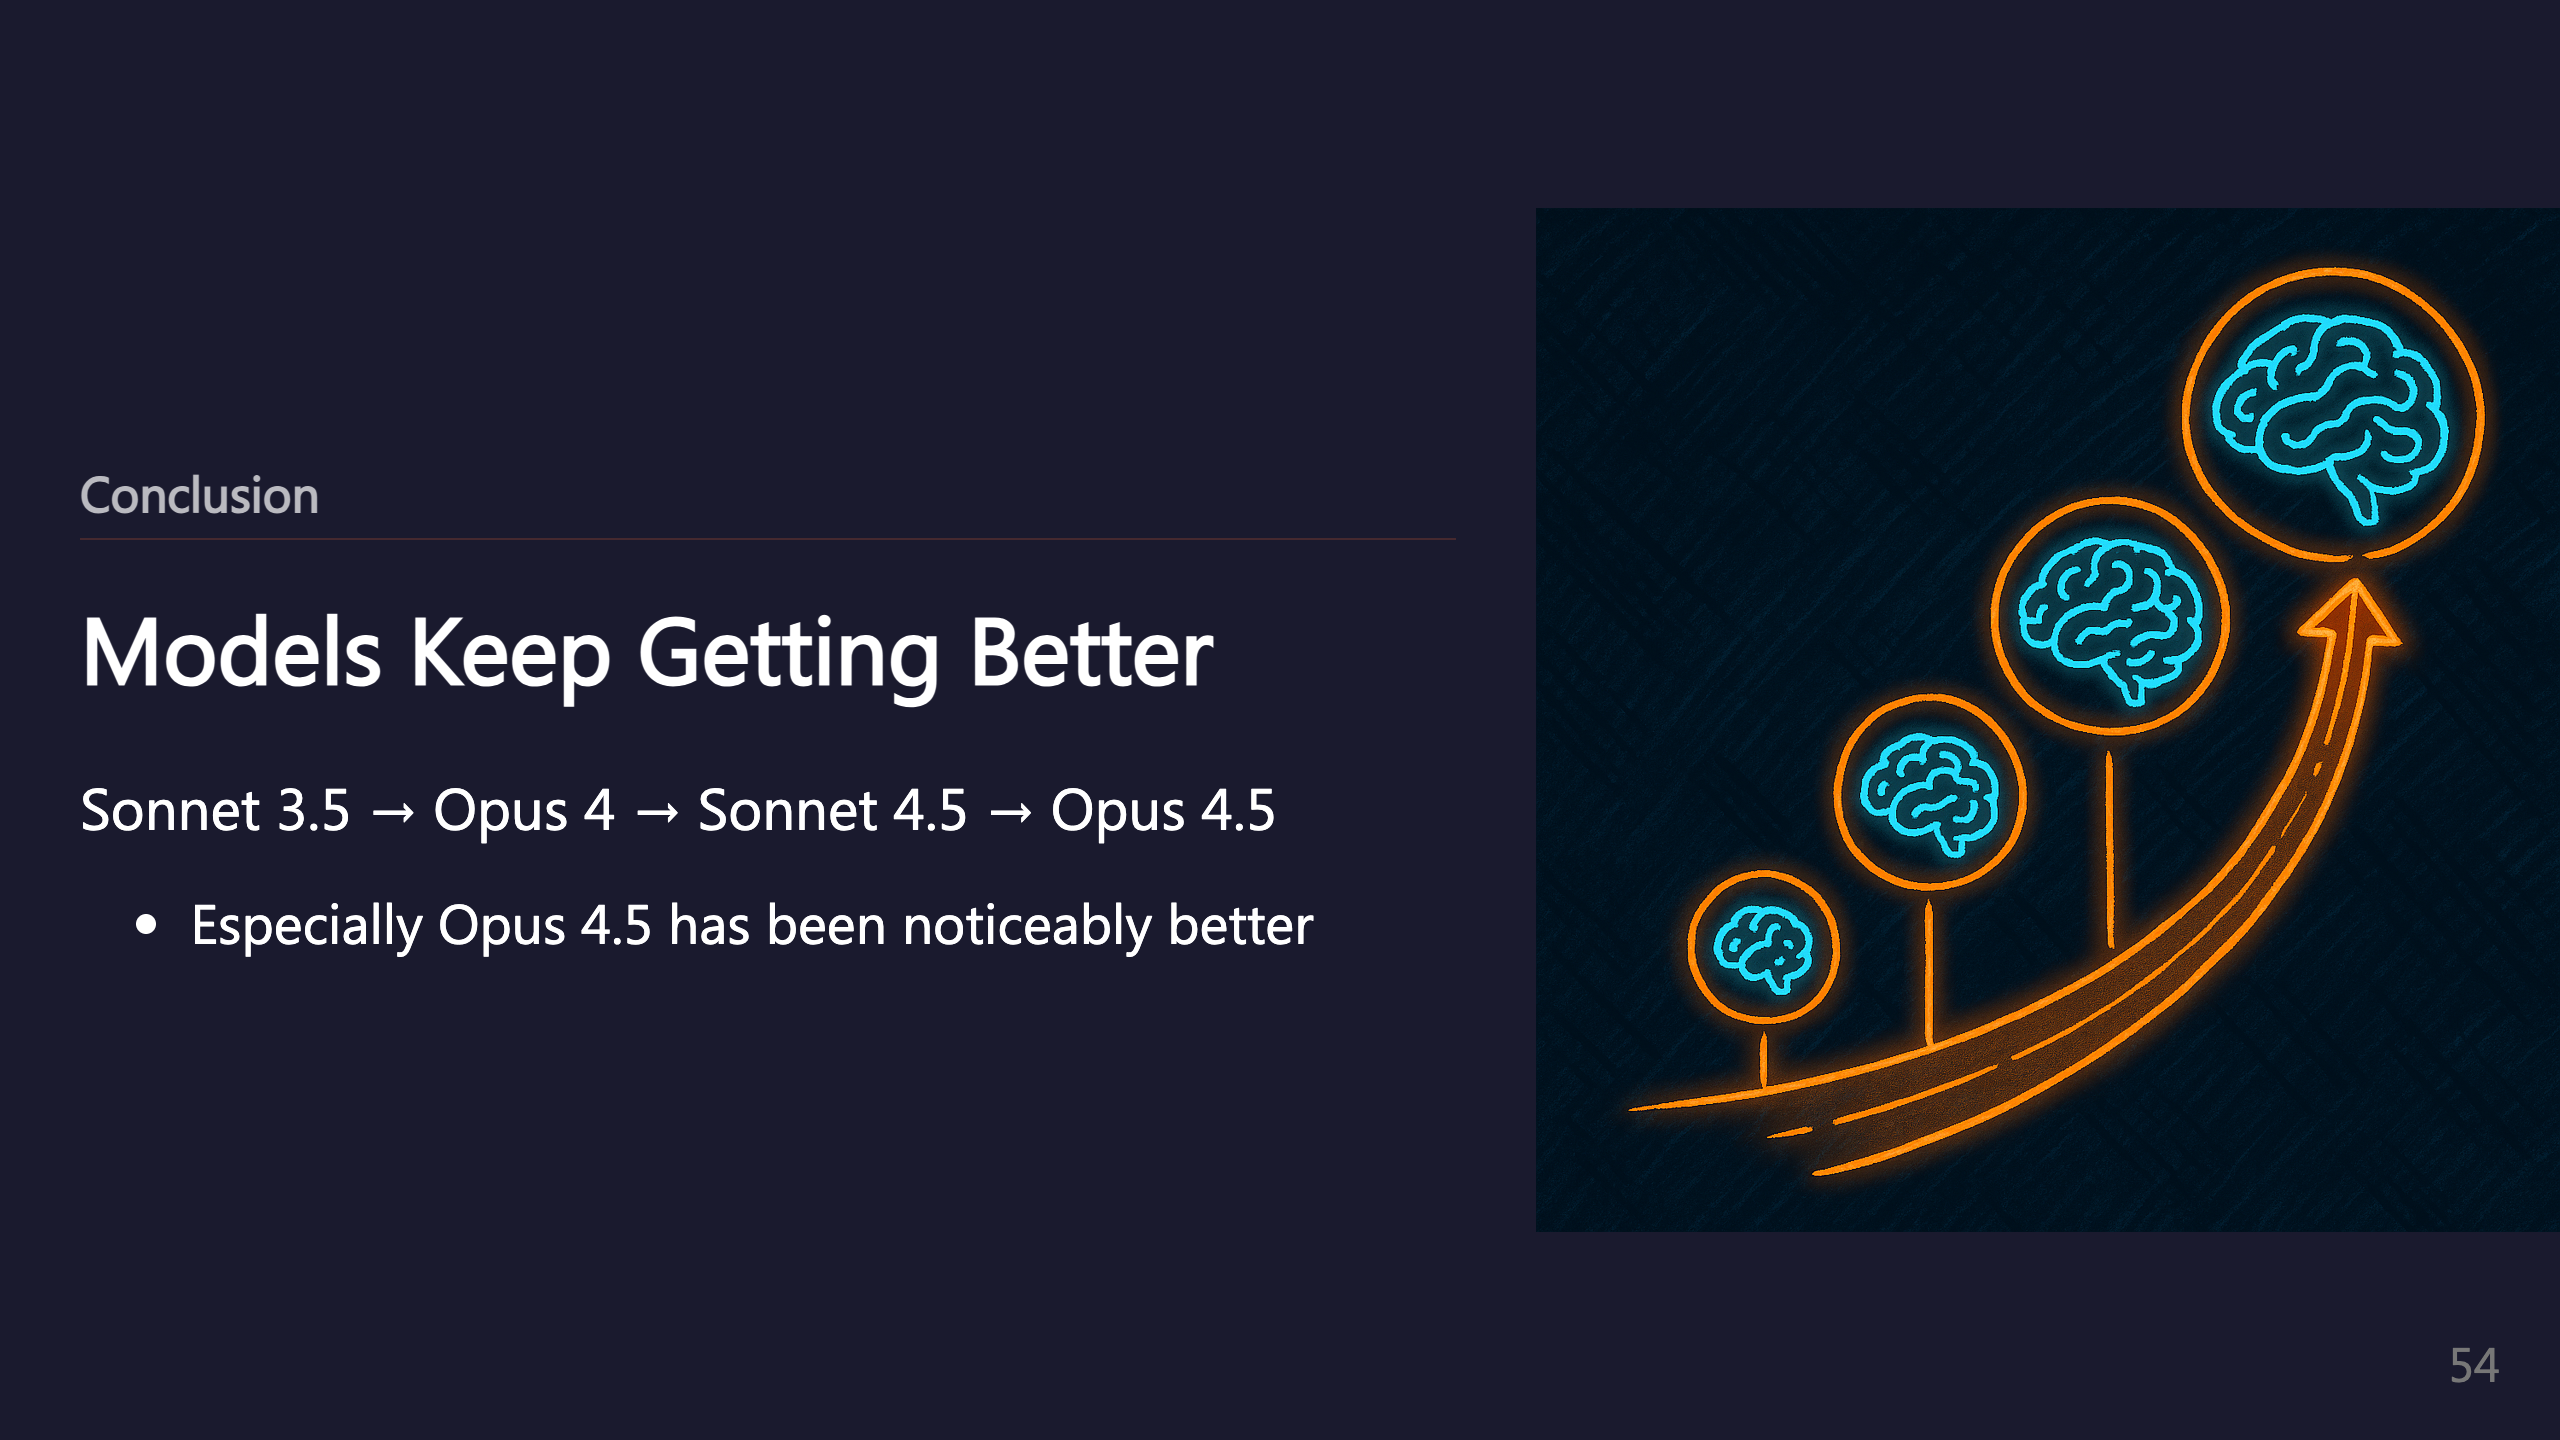 Conclusion
Models Keep Getting Better
Sonnet 3.5 → Opus 4 → Sonnet 4.5 → Opus 4.5
• Especially Opus 4.5 has been noticeably better
54